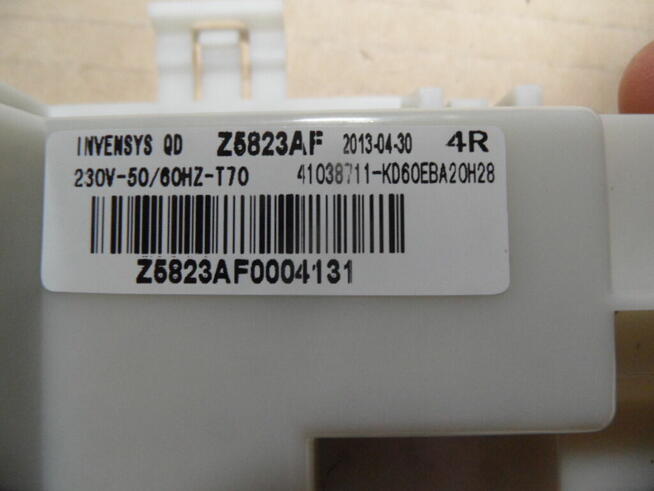 INVENSYS QD Z5823AF 2013-04-30 4R
230V-50/60HZ-T70 41038711-KD60EBA20H28
Z5823AF0004131